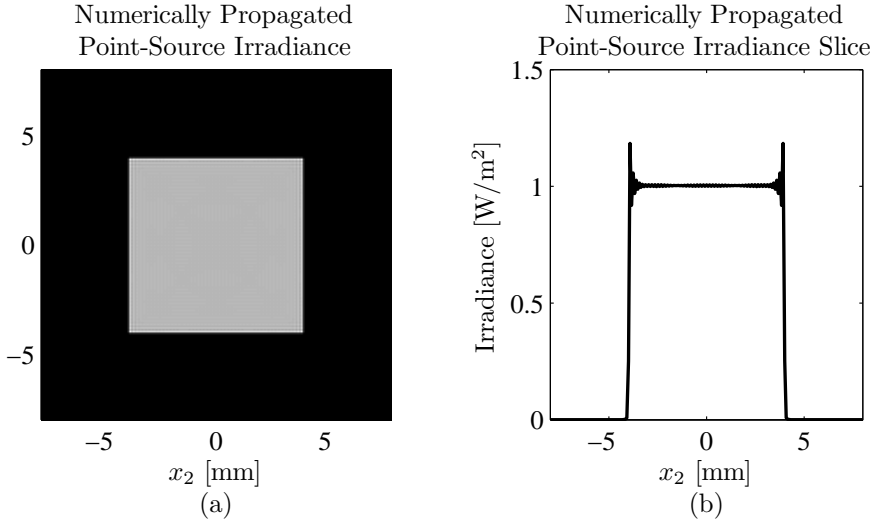 Numerically Propagated
Point-Source Irradiance
5
0
−5
−5 0 5
x₂ [mm]
(a)
Numerically Propagated
Point-Source Irradiance Slice
Irradiance [W/m²]
1.5
1
0.5
0
−5 0 5
x₂ [mm]
(b)